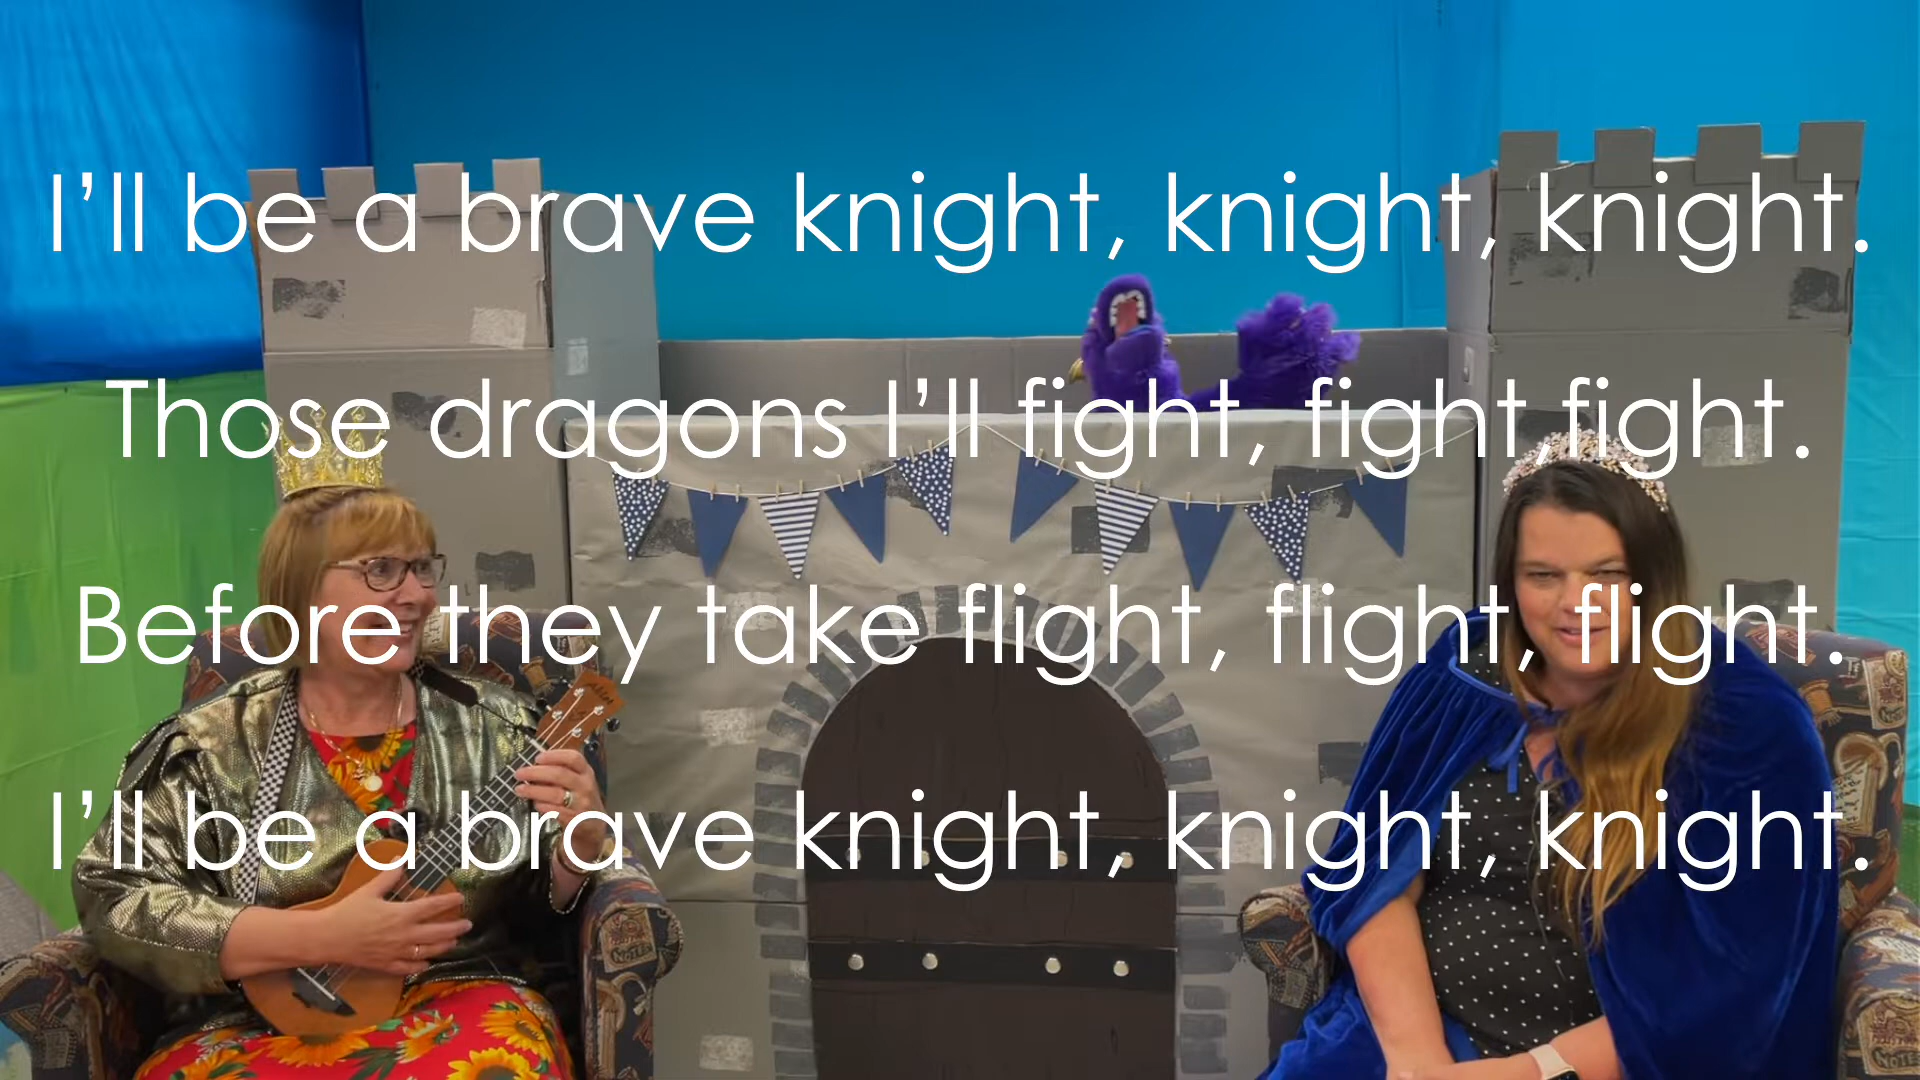 I’ll be a brave knight, knight, knight.
Those dragons I’ll fight, fight,fight.
Before they take flight, flight, flight.
I’ll be a brave knight, knight, knight.